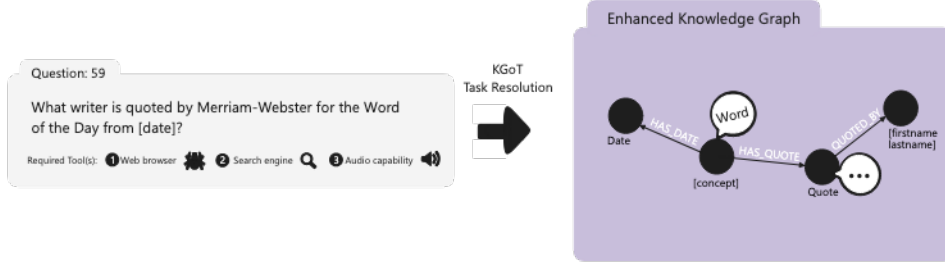 Question: 59
What writer is quoted by Merriam-Webster for the Word
of the Day from [date]?
Required Tool(s): 1 Web browser 2 Search engine 3 Audio capability
KGoT
Task Resolution
Enhanced Knowledge Graph
Date
HAS_DATE
Word
[concept]
HAS_QUOTE
Quote
...
QUOTED_BY
[firstname
lastname]